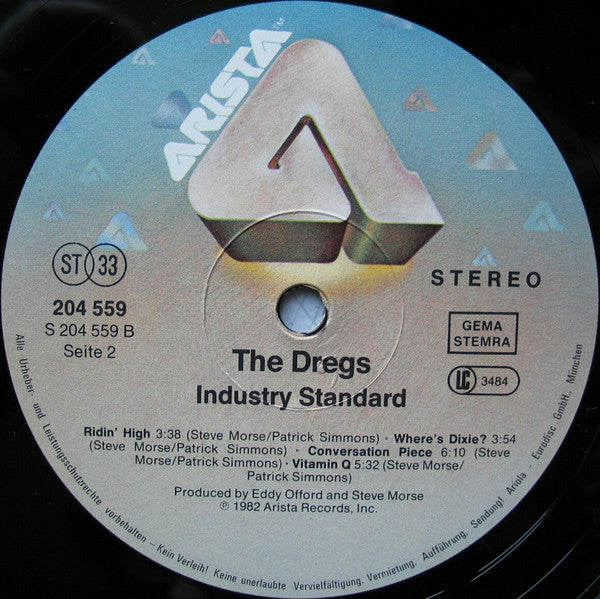 ARISTA™
ST 33
STEREO
204 559
S 204 559 B
Seite 2
GEMA
STEMRA
LC 3484
The Dregs
Industry Standard
Ridin' High 3:38 (Steve Morse/Patrick Simmons) · Where's Dixie? 3:54
(Steve Morse/Patrick Simmons) · Conversation Piece 6:10 (Steve
Morse/Patrick Simmons) · Vitamin Q 5:32 (Steve Morse/
Patrick Simmons)
Produced by Eddy Offord and Steve Morse
℗ 1982 Arista Records, Inc.
Alle Urheber- und Leistungsschutzrechte vorbehalten – Kein Verleih! Keine unerlaubte Vervielfältigung, Vermietung, Aufführung, Sendung! Ariola - Eurodisc GmbH., München